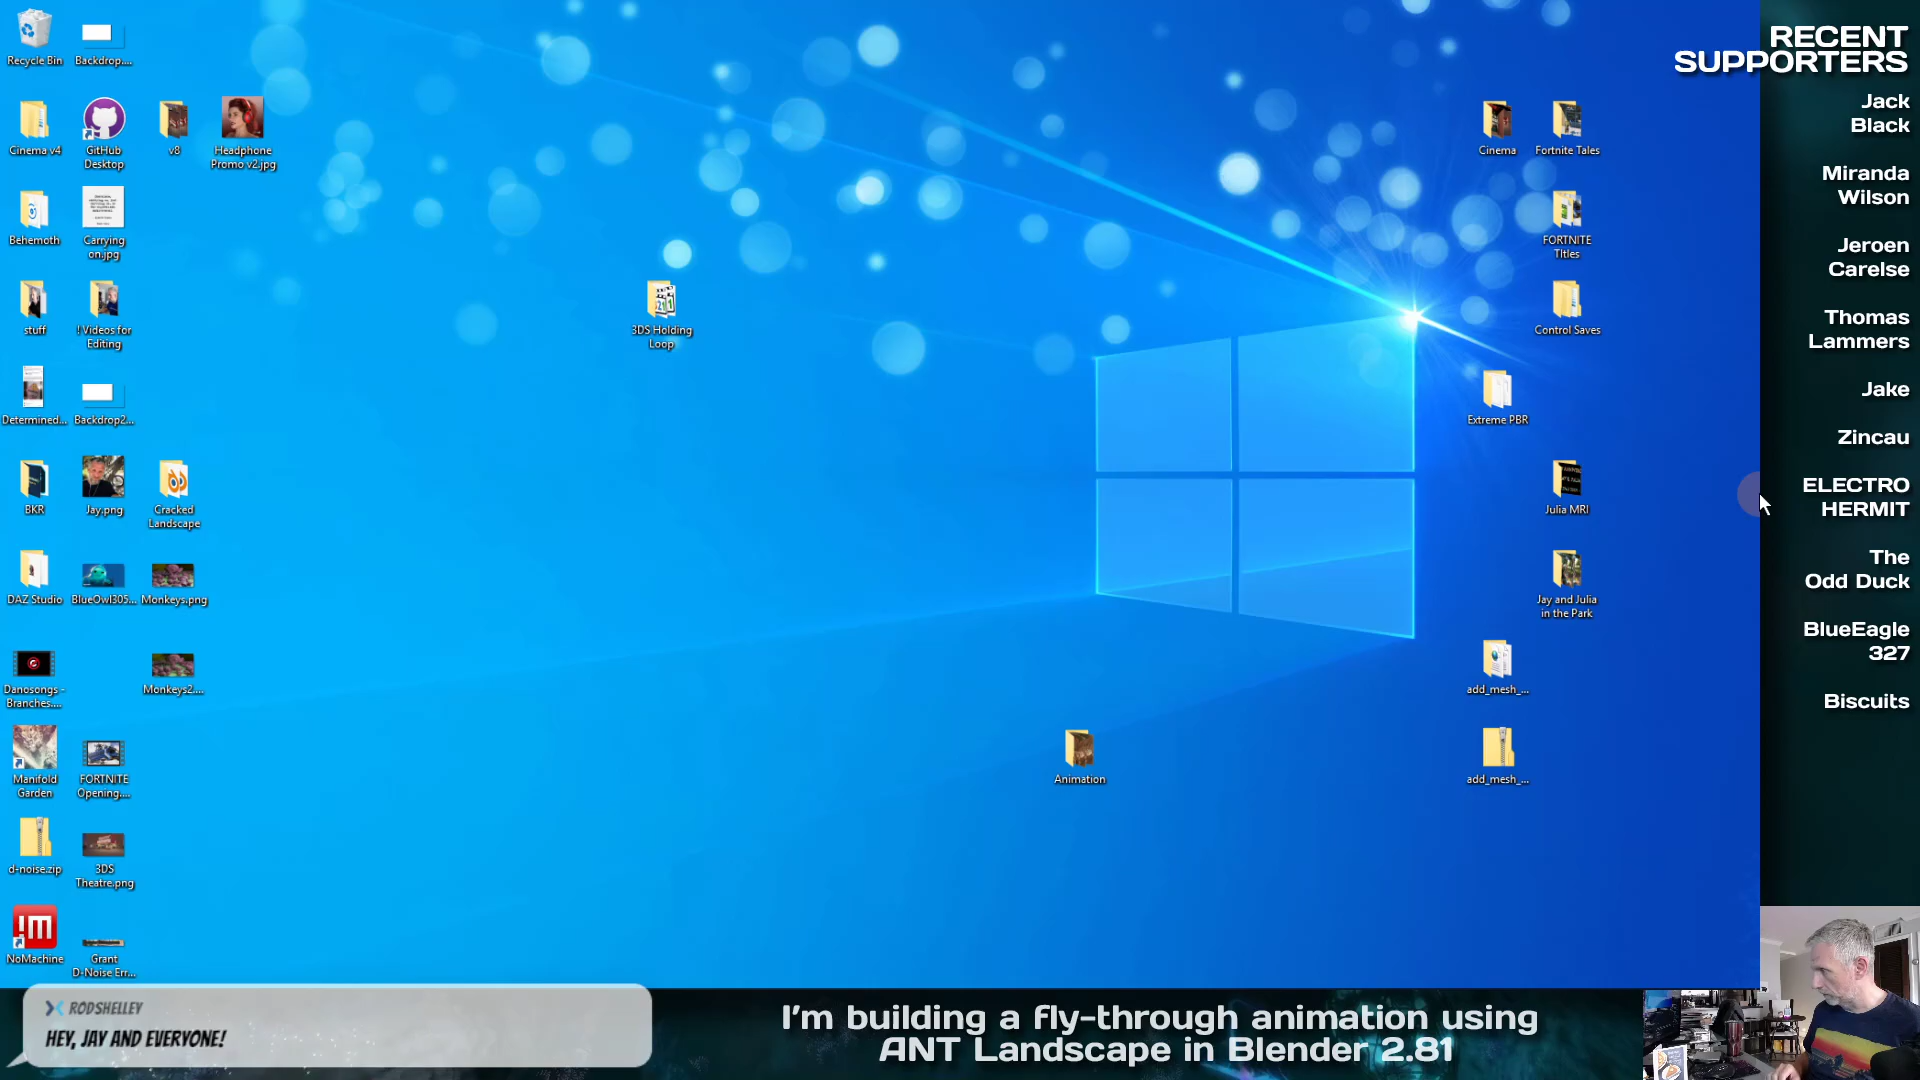 Recycle Bin
Backdrop....
Cinema v4
GitHub
Desktop
v8
Headphone
Promo v2.jpg
Behemoth
Carrying
on.jpg
stuff
! Videos for
Editing
Determined...
Backdrop2...
BKR
Jay.png
Cracked
Landscape
DAZ Studio
BlueOwl305...
Monkeys.png
Danosongs -
Branches....
Monkeys2....
Manifold
Garden
FORTNITE
Opening....
d-noise.zip
3DS
Theatre.png
NoMachine
Grant
D-Noise Err...
3DS Holding
Loop
Animation
Cinema
Fortnite Tales
FORTNITE
TItles
Control Saves
Extreme PBR
Julia MRI
Jay and Julia
in the Park
add_mesh_...
add_mesh_...
RECENT
SUPPORTERS
Jack
Black
Miranda
Wilson
Jeroen
Carelse
Thomas
Lammers
Jake
Zincau
ELECTRO
HERMIT
The
Odd Duck
BlueEagle
327
Biscuits
RODSHELLEY
HEY, JAY AND EVERYONE!
I'm building a fly-through animation using
ANT Landscape in Blender 2.81